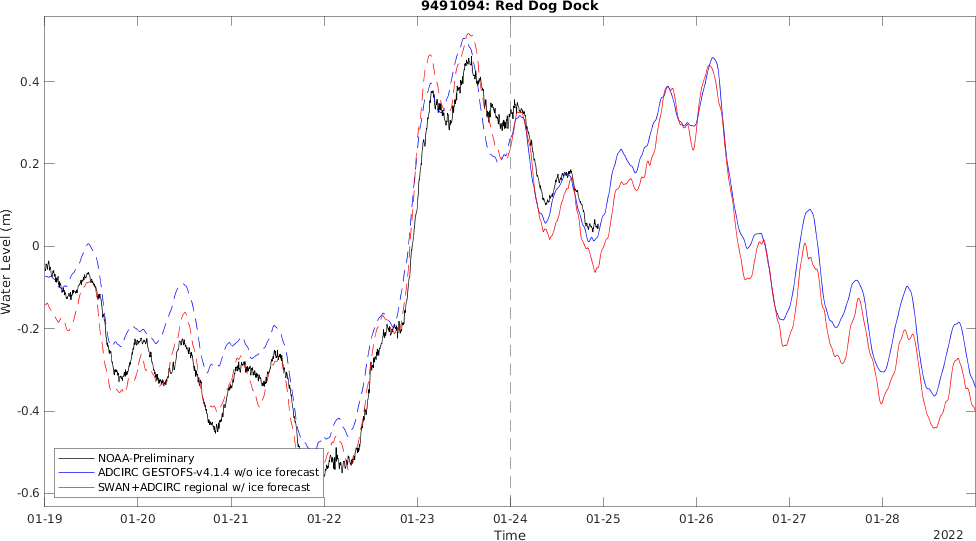 9491094: Red Dog Dock
Water Level (m)
0.4
0.2
0
-0.2
-0.4
-0.6
NOAA-Preliminary
ADCIRC GESTOFS-v4.1.4 w/o ice forecast
SWAN+ADCIRC regional w/ ice forecast
01-19 01-20 01-21 01-22 01-23 01-24 01-25 01-26 01-27 01-28
Time
2022